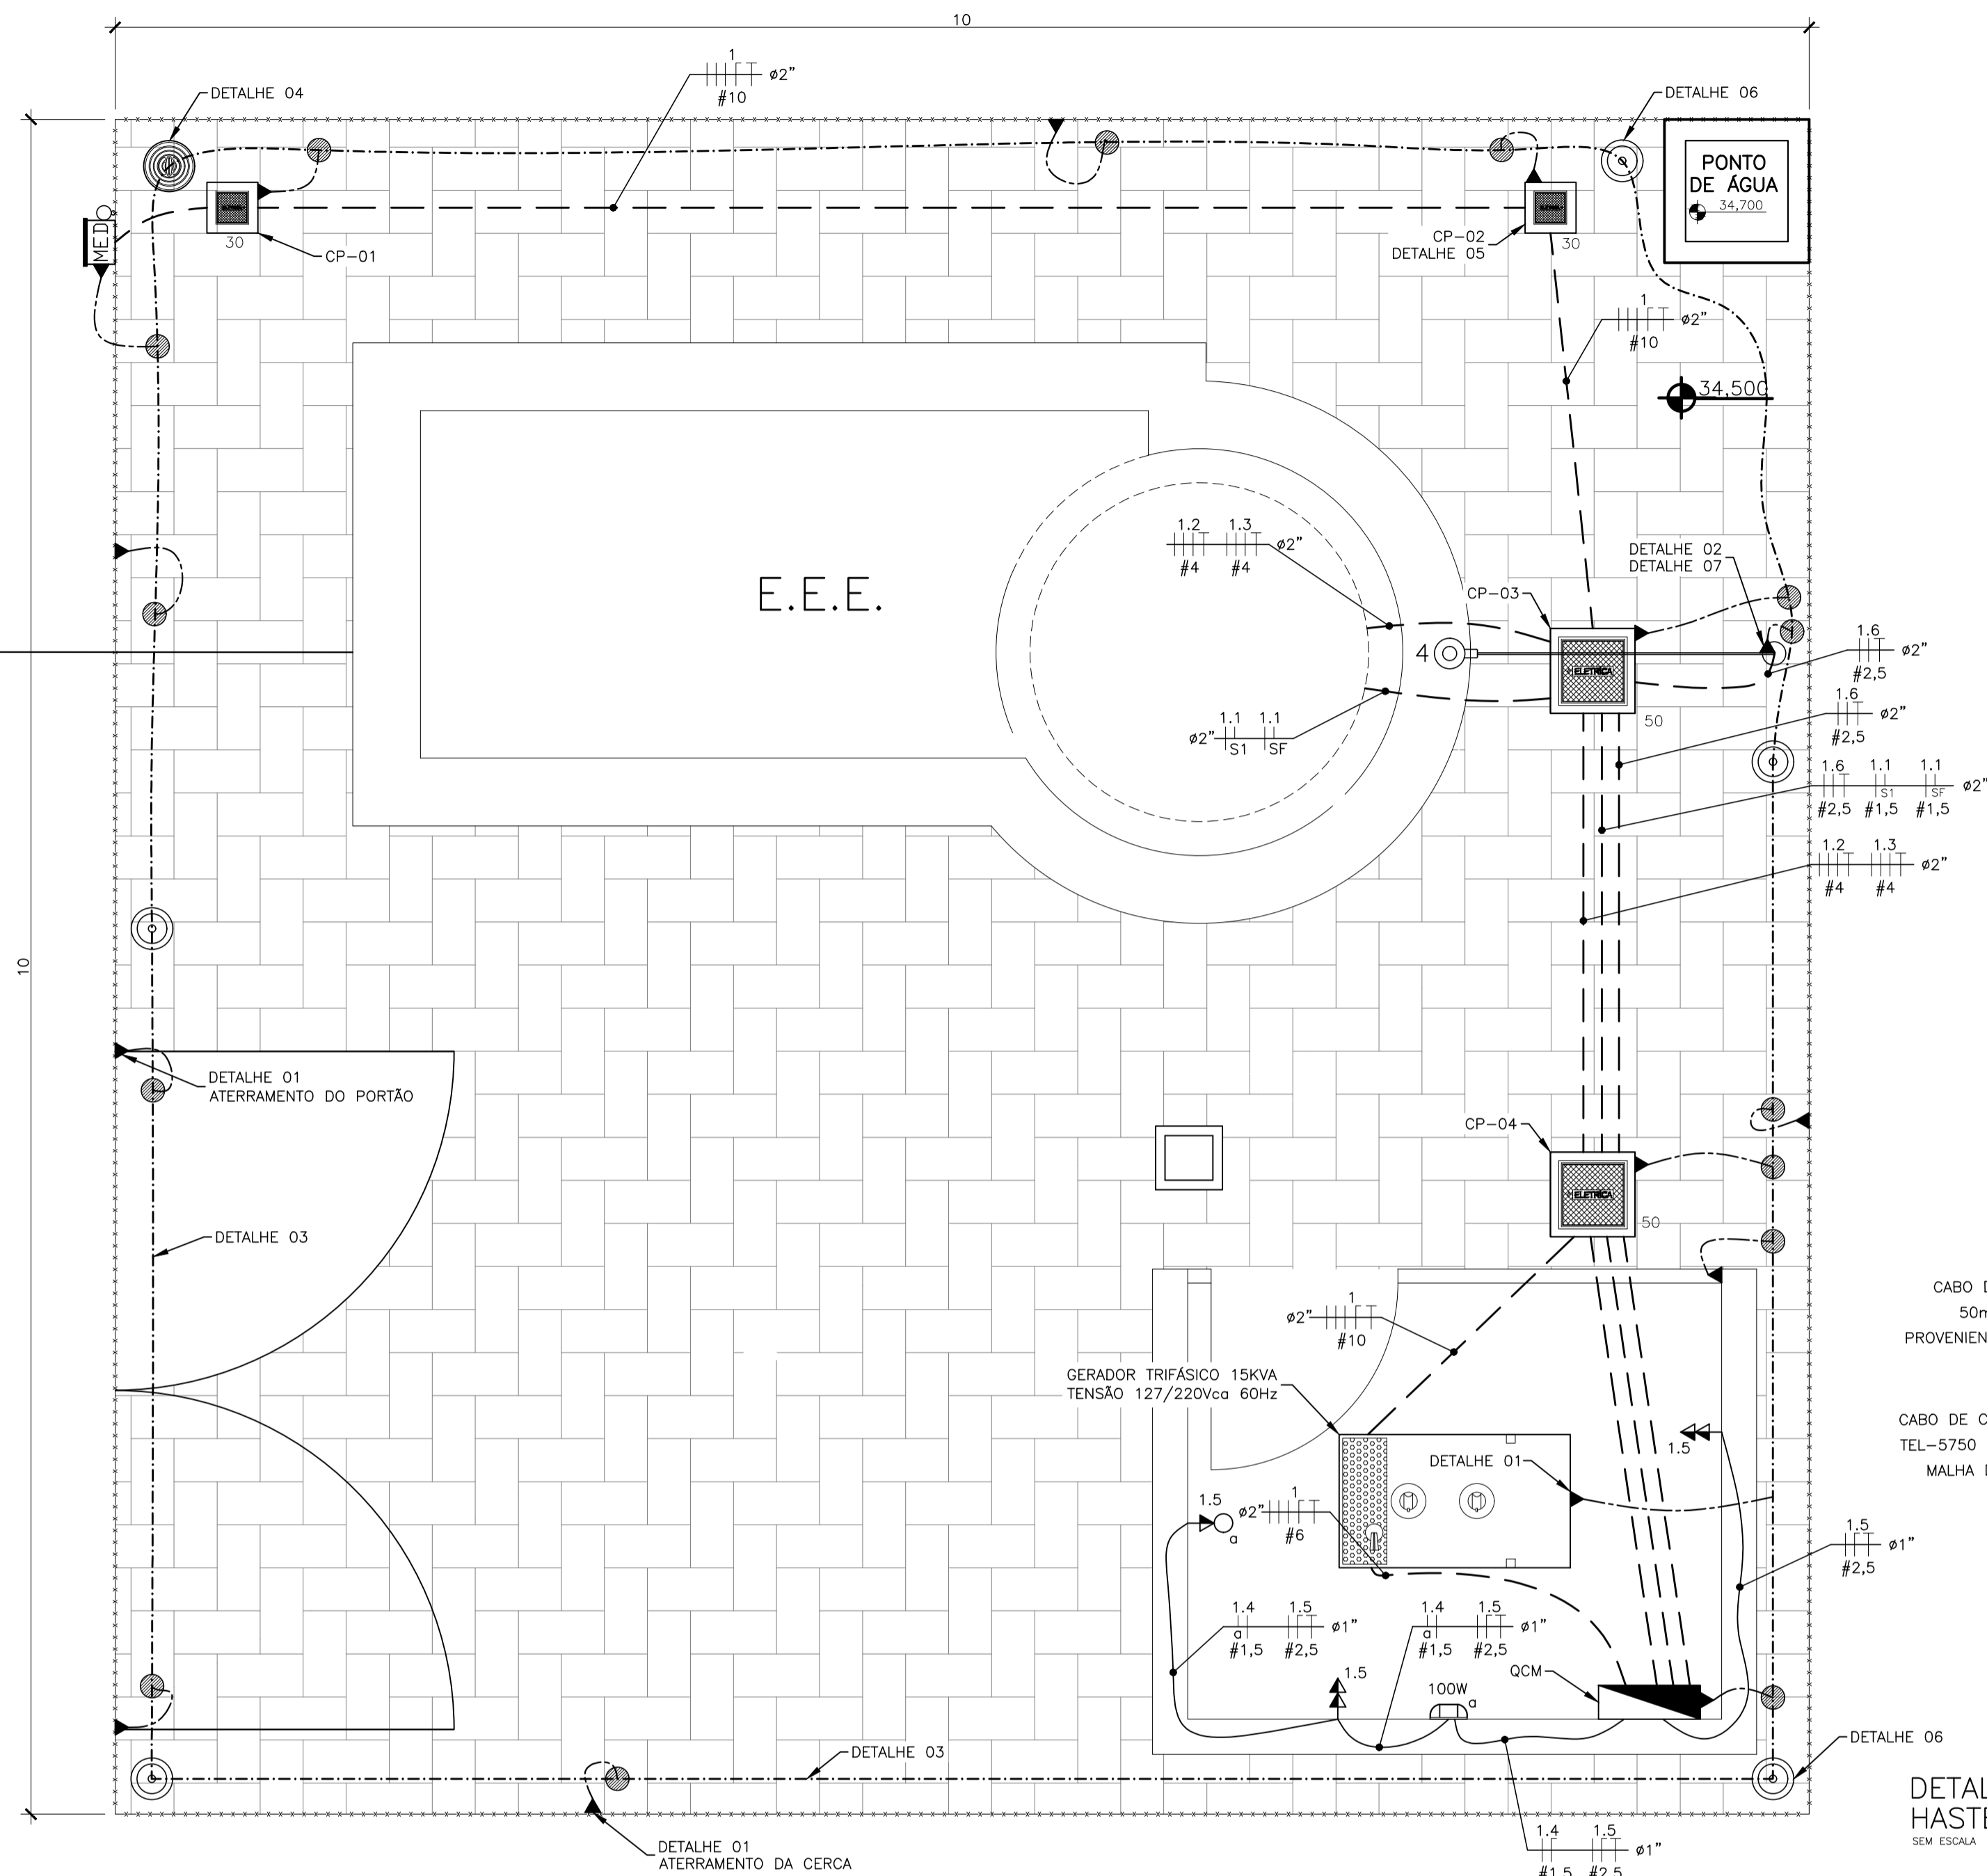 10
1
ø2"
#10
DETALHE 04
DETALHE 06
PONTO
DE ÁGUA
34,700
MED
30
CP-01
CP-02
DETALHE 05
30
1
ø2"
#10
34,500
1.2 1.3
ø2"
#4 #4
DETALHE 02
DETALHE 07
E.E.E.
CP-03
4
ELETRICA
1.6
ø2"
#2,5
50
1.6
ø2"
#2,5
1.1 1.1
ø2"
S1 SF
1.6 1.1 1.1
S1 SF
ø2"
#2,5 #1,5 #1,5
1.2 1.3
ø2"
#4 #4
10
DETALHE 01
ATERRAMENTO DO PORTÃO
CP-04
ELETRICA
50
DETALHE 03
CABO D
50m
PROVENIEN
1
ø2"
#10
GERADOR TRIFÁSICO 15KVA
TENSÃO 127/220Vca 60Hz
CABO DE C
TEL-5750
MALHA D
1.5
DETALHE 01
1.5
a
1
ø2"
#6
1.5
ø1"
#2,5
1.4 1.5
a
ø1"
#1,5 #2,5
1.4 1.5
a
ø1"
#1,5 #2,5
1.5
100W
a
QCM
DETALHE 03
DETALHE 06
DETAL
HASTE
SEM ESCALA
DETALHE 01
ATERRAMENTO DA CERCA
1.4 1.5
ø1"
#1,5 #2,5